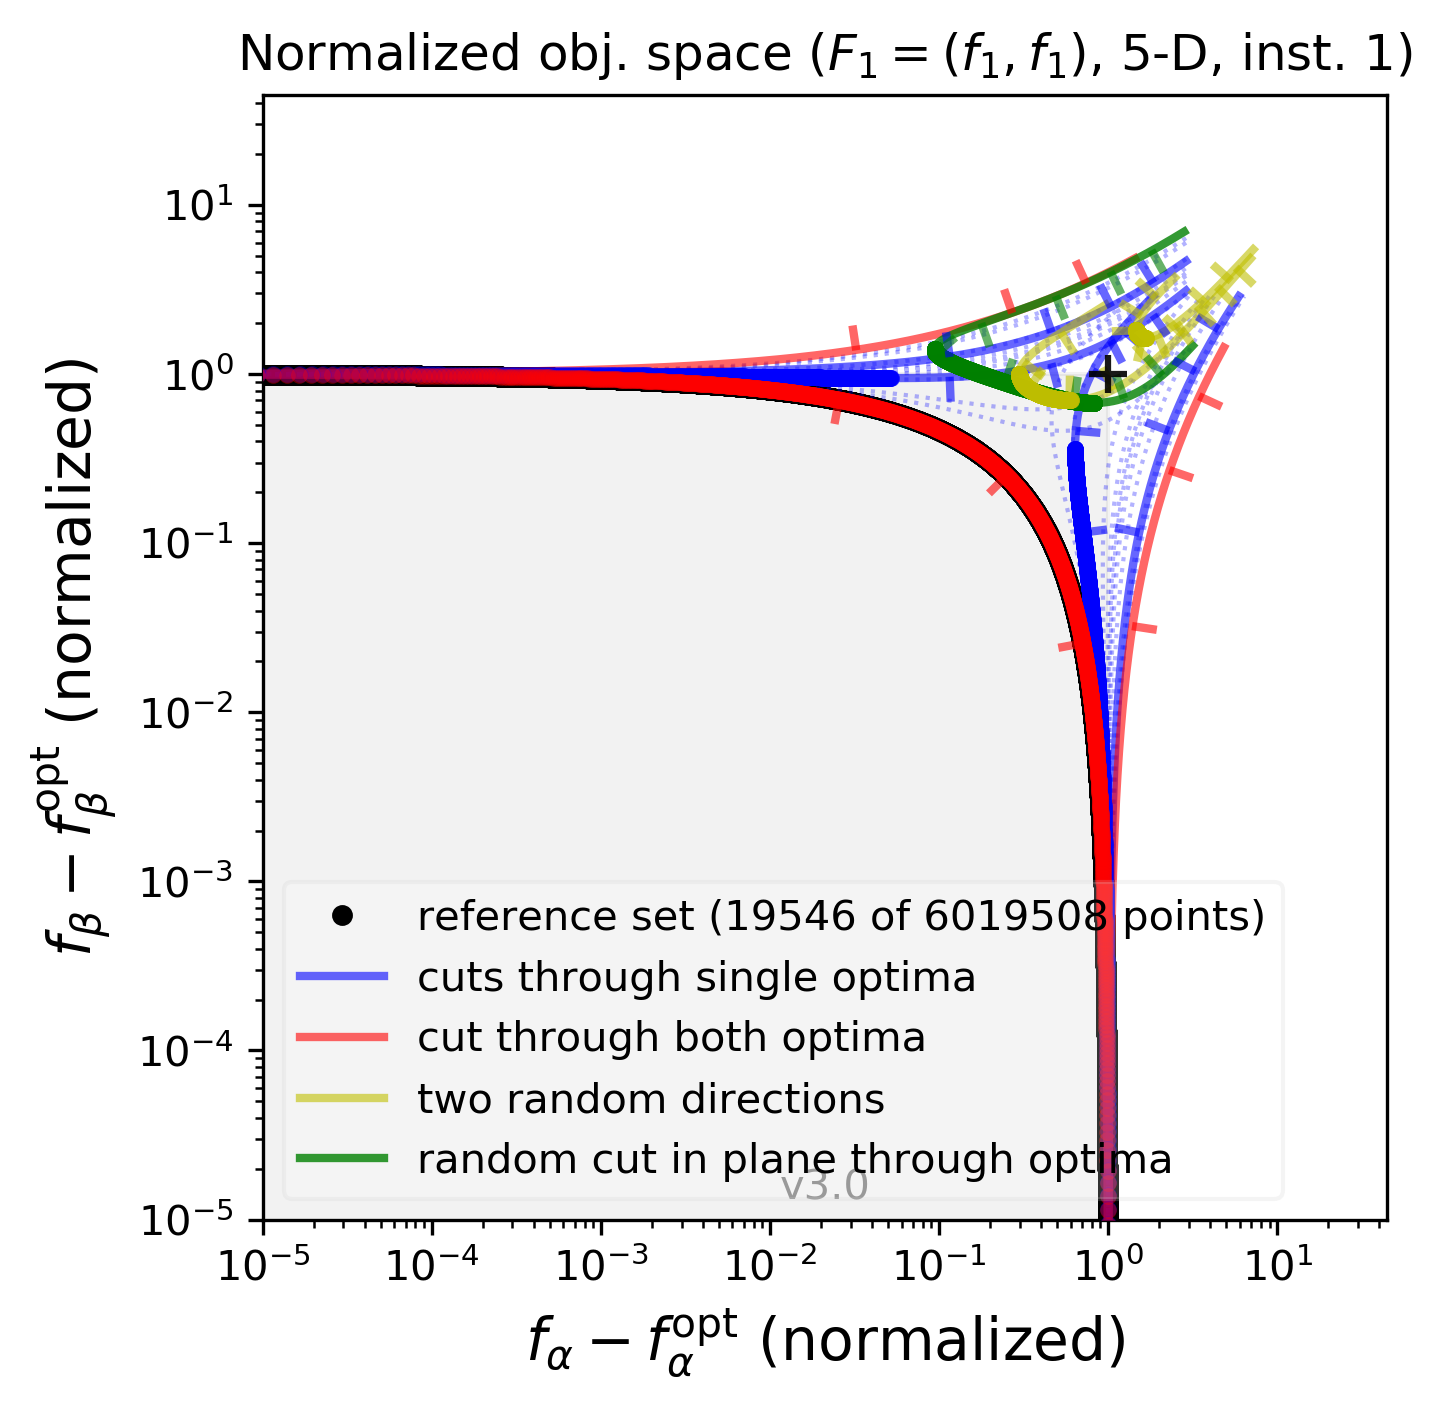 Normalized obj. space (F₁ = (f₁, f₁), 5-D, inst. 1)
10¹
10⁰
10⁻¹
10⁻²
10⁻³
10⁻⁴
10⁻⁵
f_β − f_β^opt (normalized)
reference set (19546 of 6019508 points)
cuts through single optima
cut through both optima
two random directions
random cut in plane through optima
v3.0
10⁻⁵ 10⁻⁴ 10⁻³ 10⁻² 10⁻¹ 10⁰ 10¹
f_α − f_α^opt (normalized)